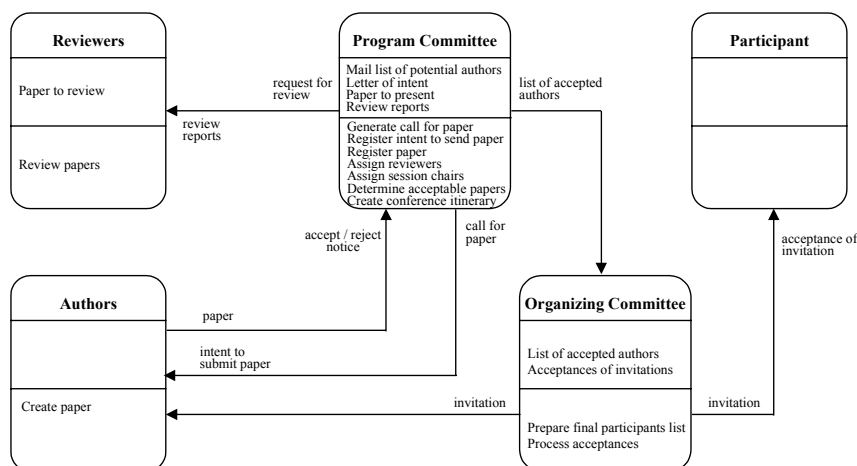 Reviewers
Paper to review
Review papers
request for
review
review
reports
Program Committee
Mail list of potential authors
Letter of intent
Paper to present
Review reports
Generate call for paper
Register intent to send paper
Register paper
Assign reviewers
Assign session chairs
Determine acceptable papers
Create conference itinerary
list of accepted
authors
Participant
accept / reject
notice
call for
paper
acceptance of
invitation
Authors
Create paper
paper
intent to
submit paper
invitation
Organizing Committee
List of accepted authors
Acceptances of invitations
Prepare final participants list
Process acceptances
invitation